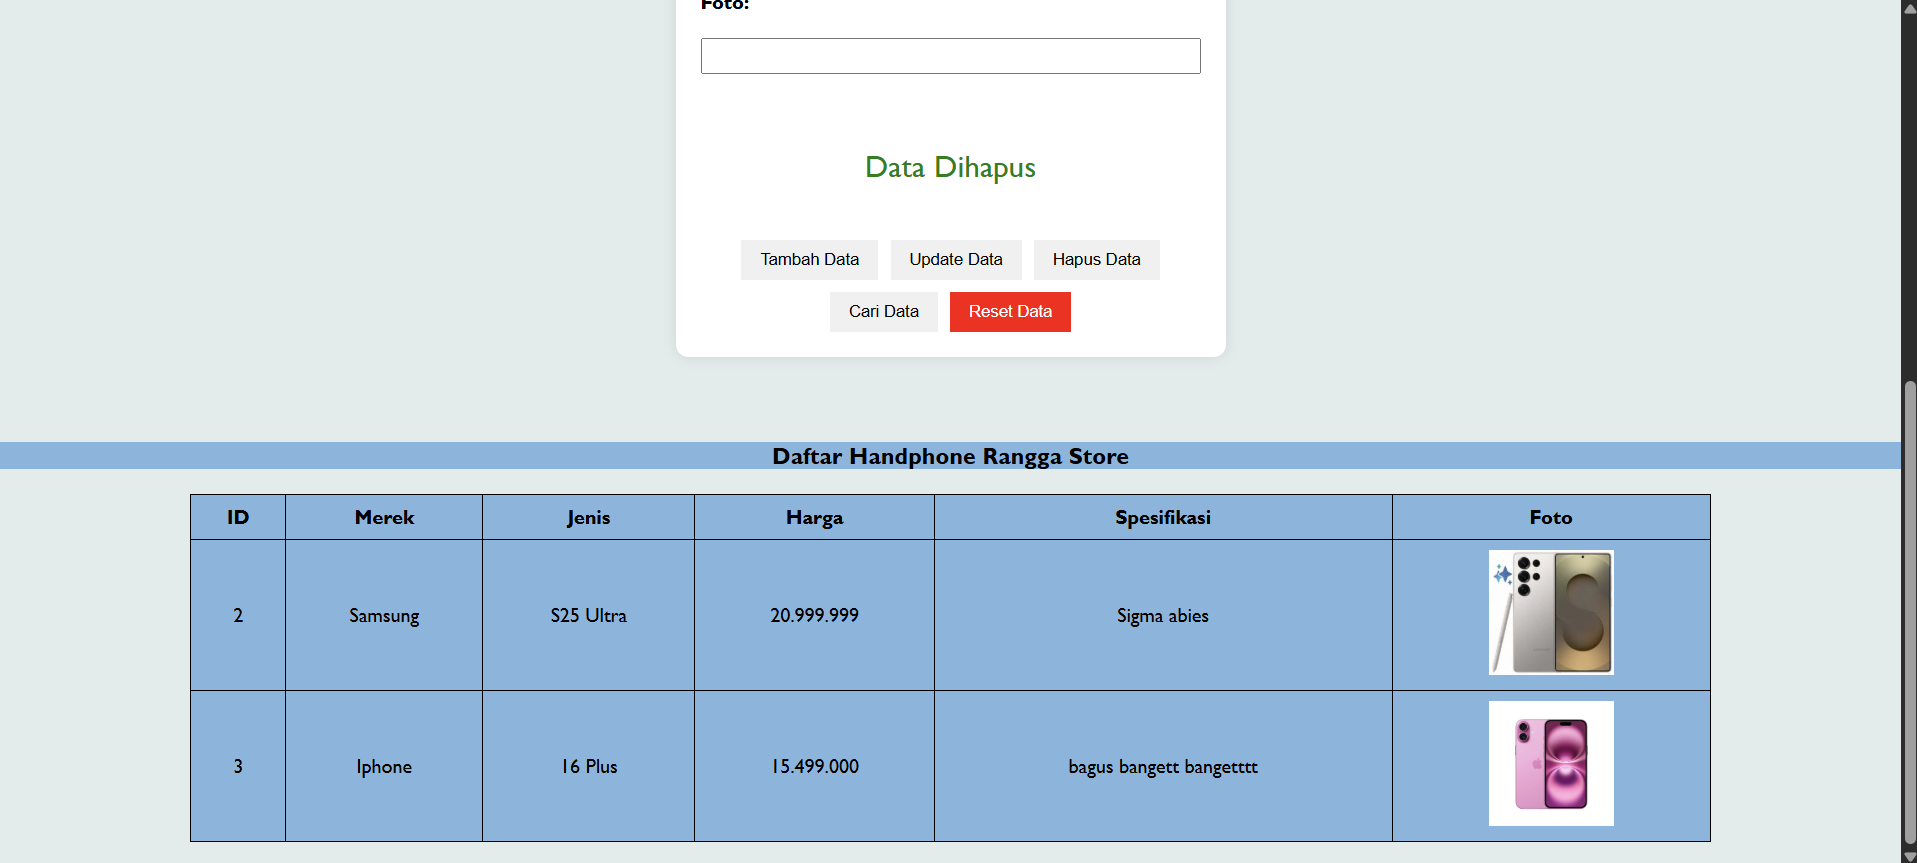 Foto:
Data Dihapus
Tambah Data Update Data Hapus Data
Cari Data Reset Data
Daftar Handphone Rangga Store
ID Merek Jenis Harga Spesifikasi Foto
2 Samsung S25 Ultra 20.999.999 Sigma abies
3 Iphone 16 Plus 15.499.000 bagus bangett bangetttt